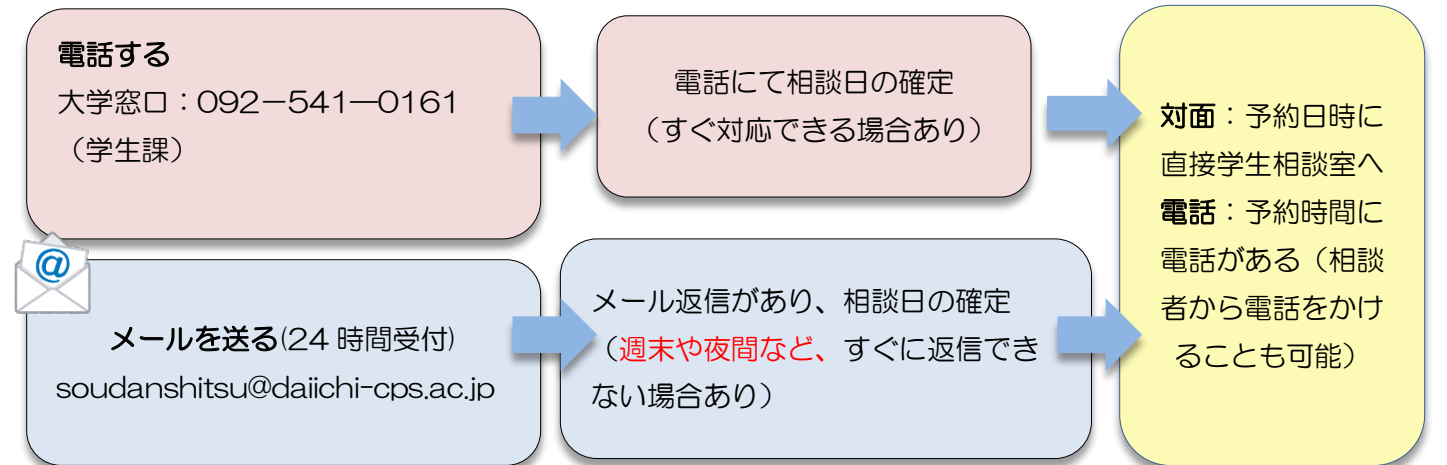 電話する
大学窓口：092－541―0161
（学生課）
電話にて相談日の確定
（すぐ対応できる場合あり）
@
メールを送る(24 時間受付)
soudanshitsu@daiichi-cps.ac.jp
メール返信があり、相談日の確定
（週末や夜間など、すぐに返信でき
ない場合あり）
対面：予約日時に
直接学生相談室へ
電話：予約時間に
電話がある（相談
者から電話をかけ
ることも可能）